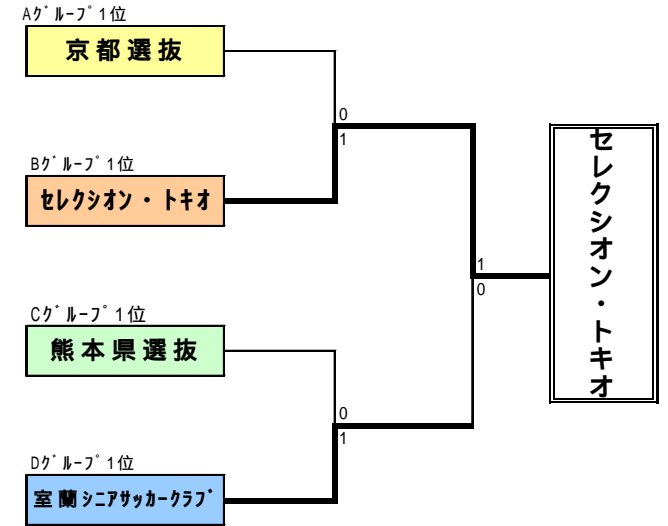 Aｸﾞﾙｰﾌﾟ1位
京都選抜
0
1
Bｸﾞﾙｰﾌﾟ1位
ｾﾚｸｼｵﾝ・ﾄｷｵ
1
0
セレクシオン・トキオ
Cｸﾞﾙｰﾌﾟ1位
熊本県選抜
0
1
Dｸﾞﾙｰﾌﾟ1位
室蘭ｼﾆｱｻｯｶｰｸﾗﾌﾞ